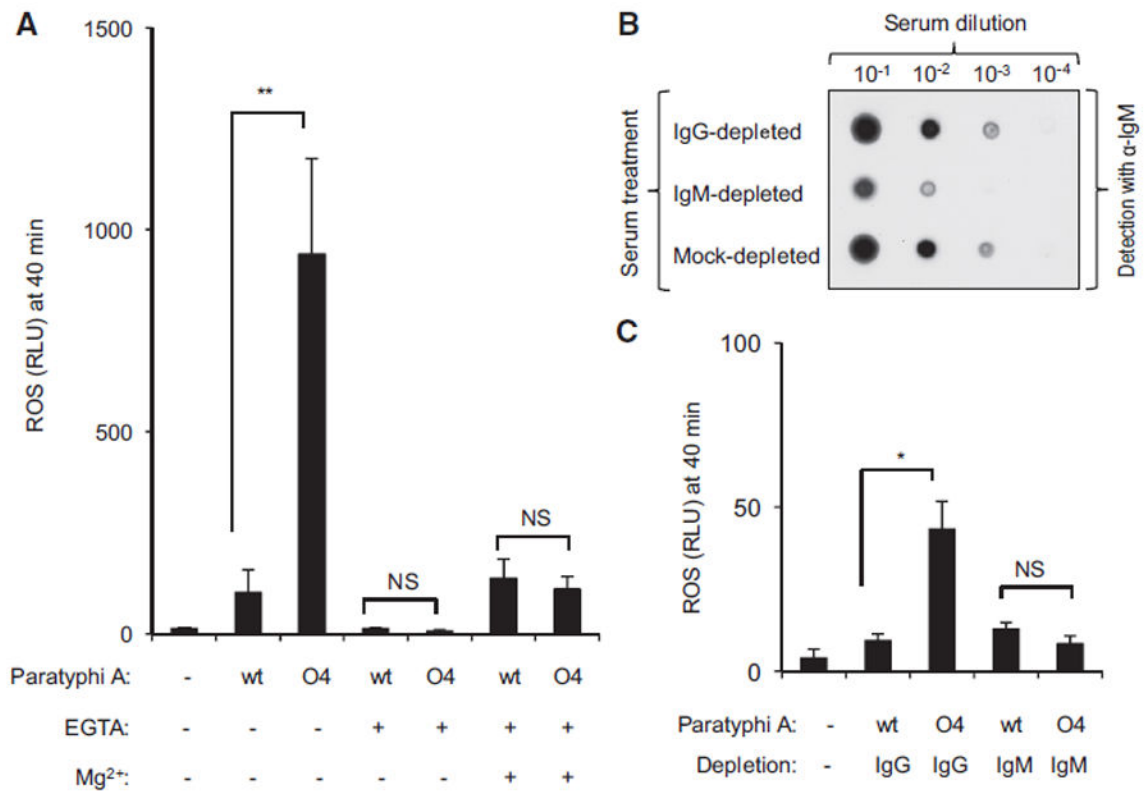 A
ROS (RLU) at 40 min
1500
1000
500
0
**
NS
NS
Paratyphi A: - wt O4 wt O4 wt O4
EGTA: - - - + + + +
Mg2+: - - - - - + +
B
Serum dilution
10-1 10-2 10-3 10-4
Serum treatment
IgG-depleted
IgM-depleted
Mock-depleted
Detection with α-IgM
C
ROS (RLU) at 40 min
100
50
0
*
NS
Paratyphi A: - wt O4 wt O4
Depletion: - IgG IgG IgM IgM